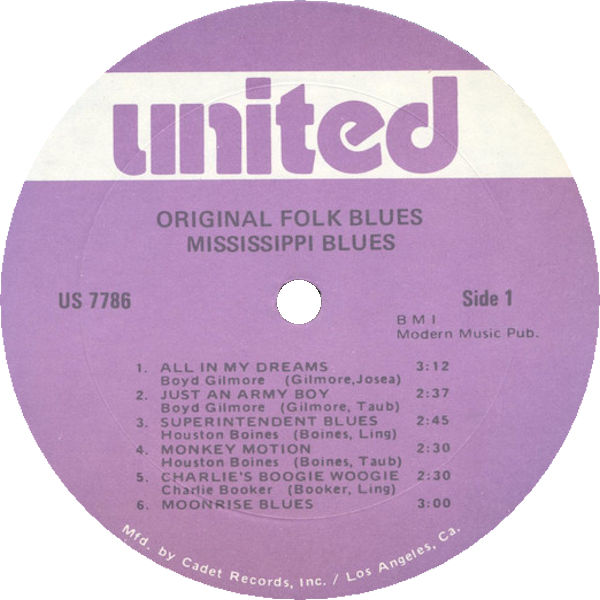 united
ORIGINAL FOLK BLUES
MISSISSIPPI BLUES
US 7786
Side 1
B M I
Modern Music Pub.
1. ALL IN MY DREAMS 3:12
Boyd Gilmore (Gilmore,Josea)
2. JUST AN ARMY BOY 2:37
Boyd Gilmore (Gilmore, Taub)
3. SUPERINTENDENT BLUES 2:45
Houston Boines (Boines, Ling)
4. MONKEY MOTION 2:30
Houston Boines (Boines, Taub)
5. CHARLIE'S BOOGIE WOOGIE 2:30
Charlie Booker (Booker, Ling)
6. MOONRISE BLUES 3:00
Mfd. by Cadet Records, Inc. / Los Angeles, Ca.